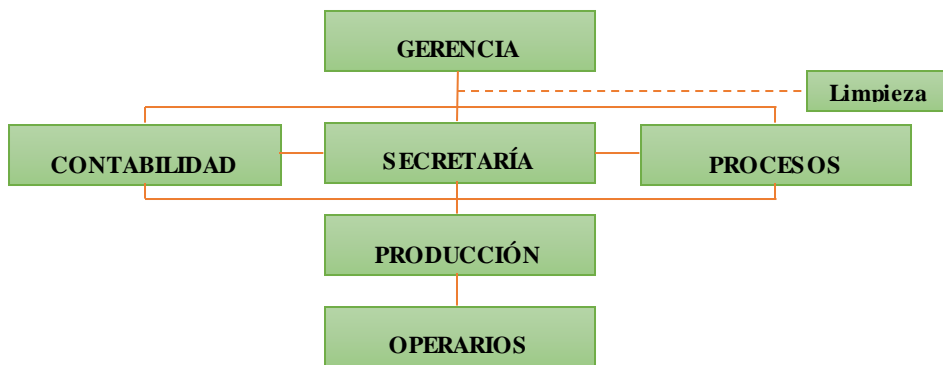 GERENCIA
Limpieza
CONTABILIDAD
SECRETARÍA
PROCESOS
PRODUCCIÓN
OPERARIOS